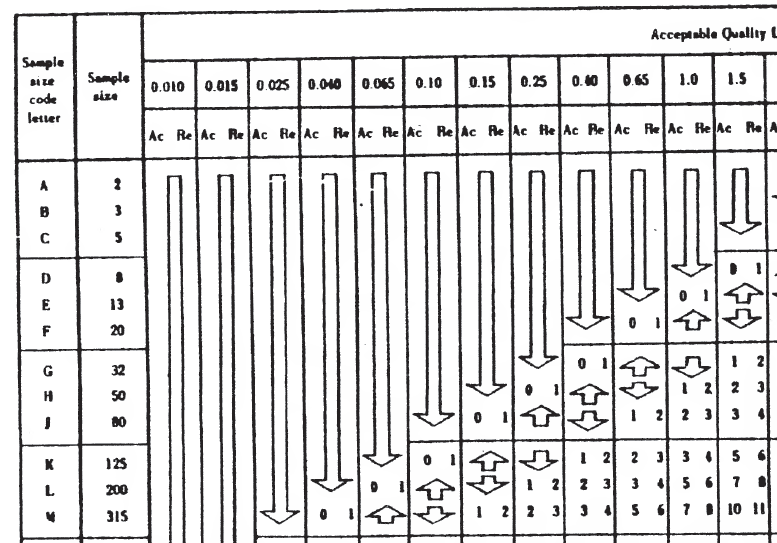 Acceptable Quality L
Sample size code letter
Sample size
0.010 0.015 0.025 0.040 0.065 0.10 0.15 0.25 0.40 0.65 1.0 1.5
Ac Re Ac Re Ac Re Ac Re Ac Re Ac Re Ac Re Ac Re Ac Re Ac Re Ac Re Ac Re A
A 2
B 3
C 5
D 8 0 1
E 13 0 1
F 20 0 1
G 32 0 1 1 2
H 50 0 1 1 2 2 3
J 80 0 1 1 2 2 3 3 4
K 125 0 1 1 2 2 3 3 4 5 6
L 200 0 1 1 2 2 3 3 4 5 6 7 8
M 315 0 1 1 2 2 3 3 4 5 6 7 8 10 11